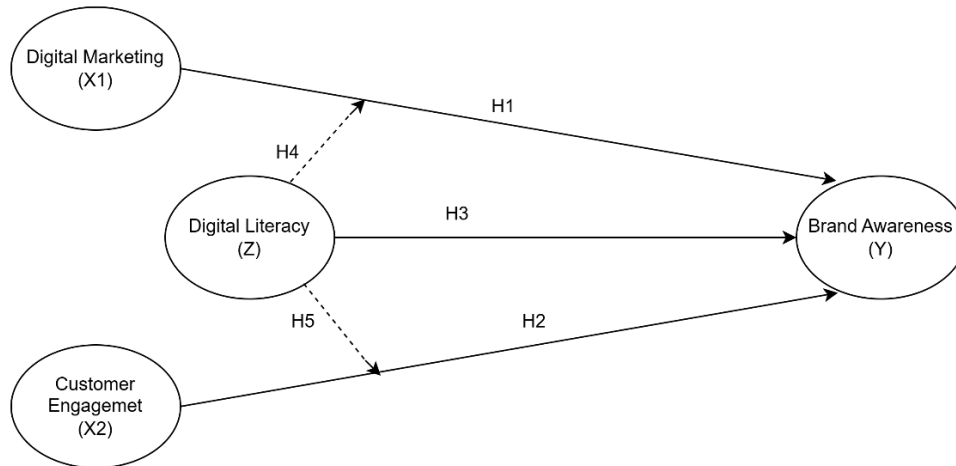 Digital Marketing
(X1)
H1
H4
Digital Literacy
(Z)
H3
Brand Awareness
(Y)
H5
H2
Customer
Engagemet
(X2)